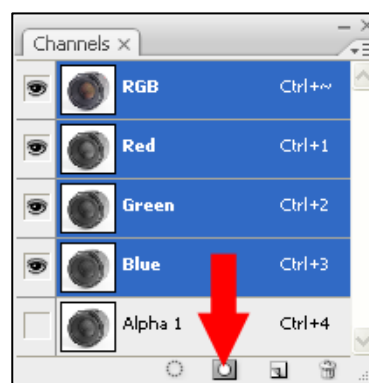 Channels ×
RGB Ctrl+~
Red Ctrl+1
Green Ctrl+2
Blue Ctrl+3
Alpha 1 Ctrl+4